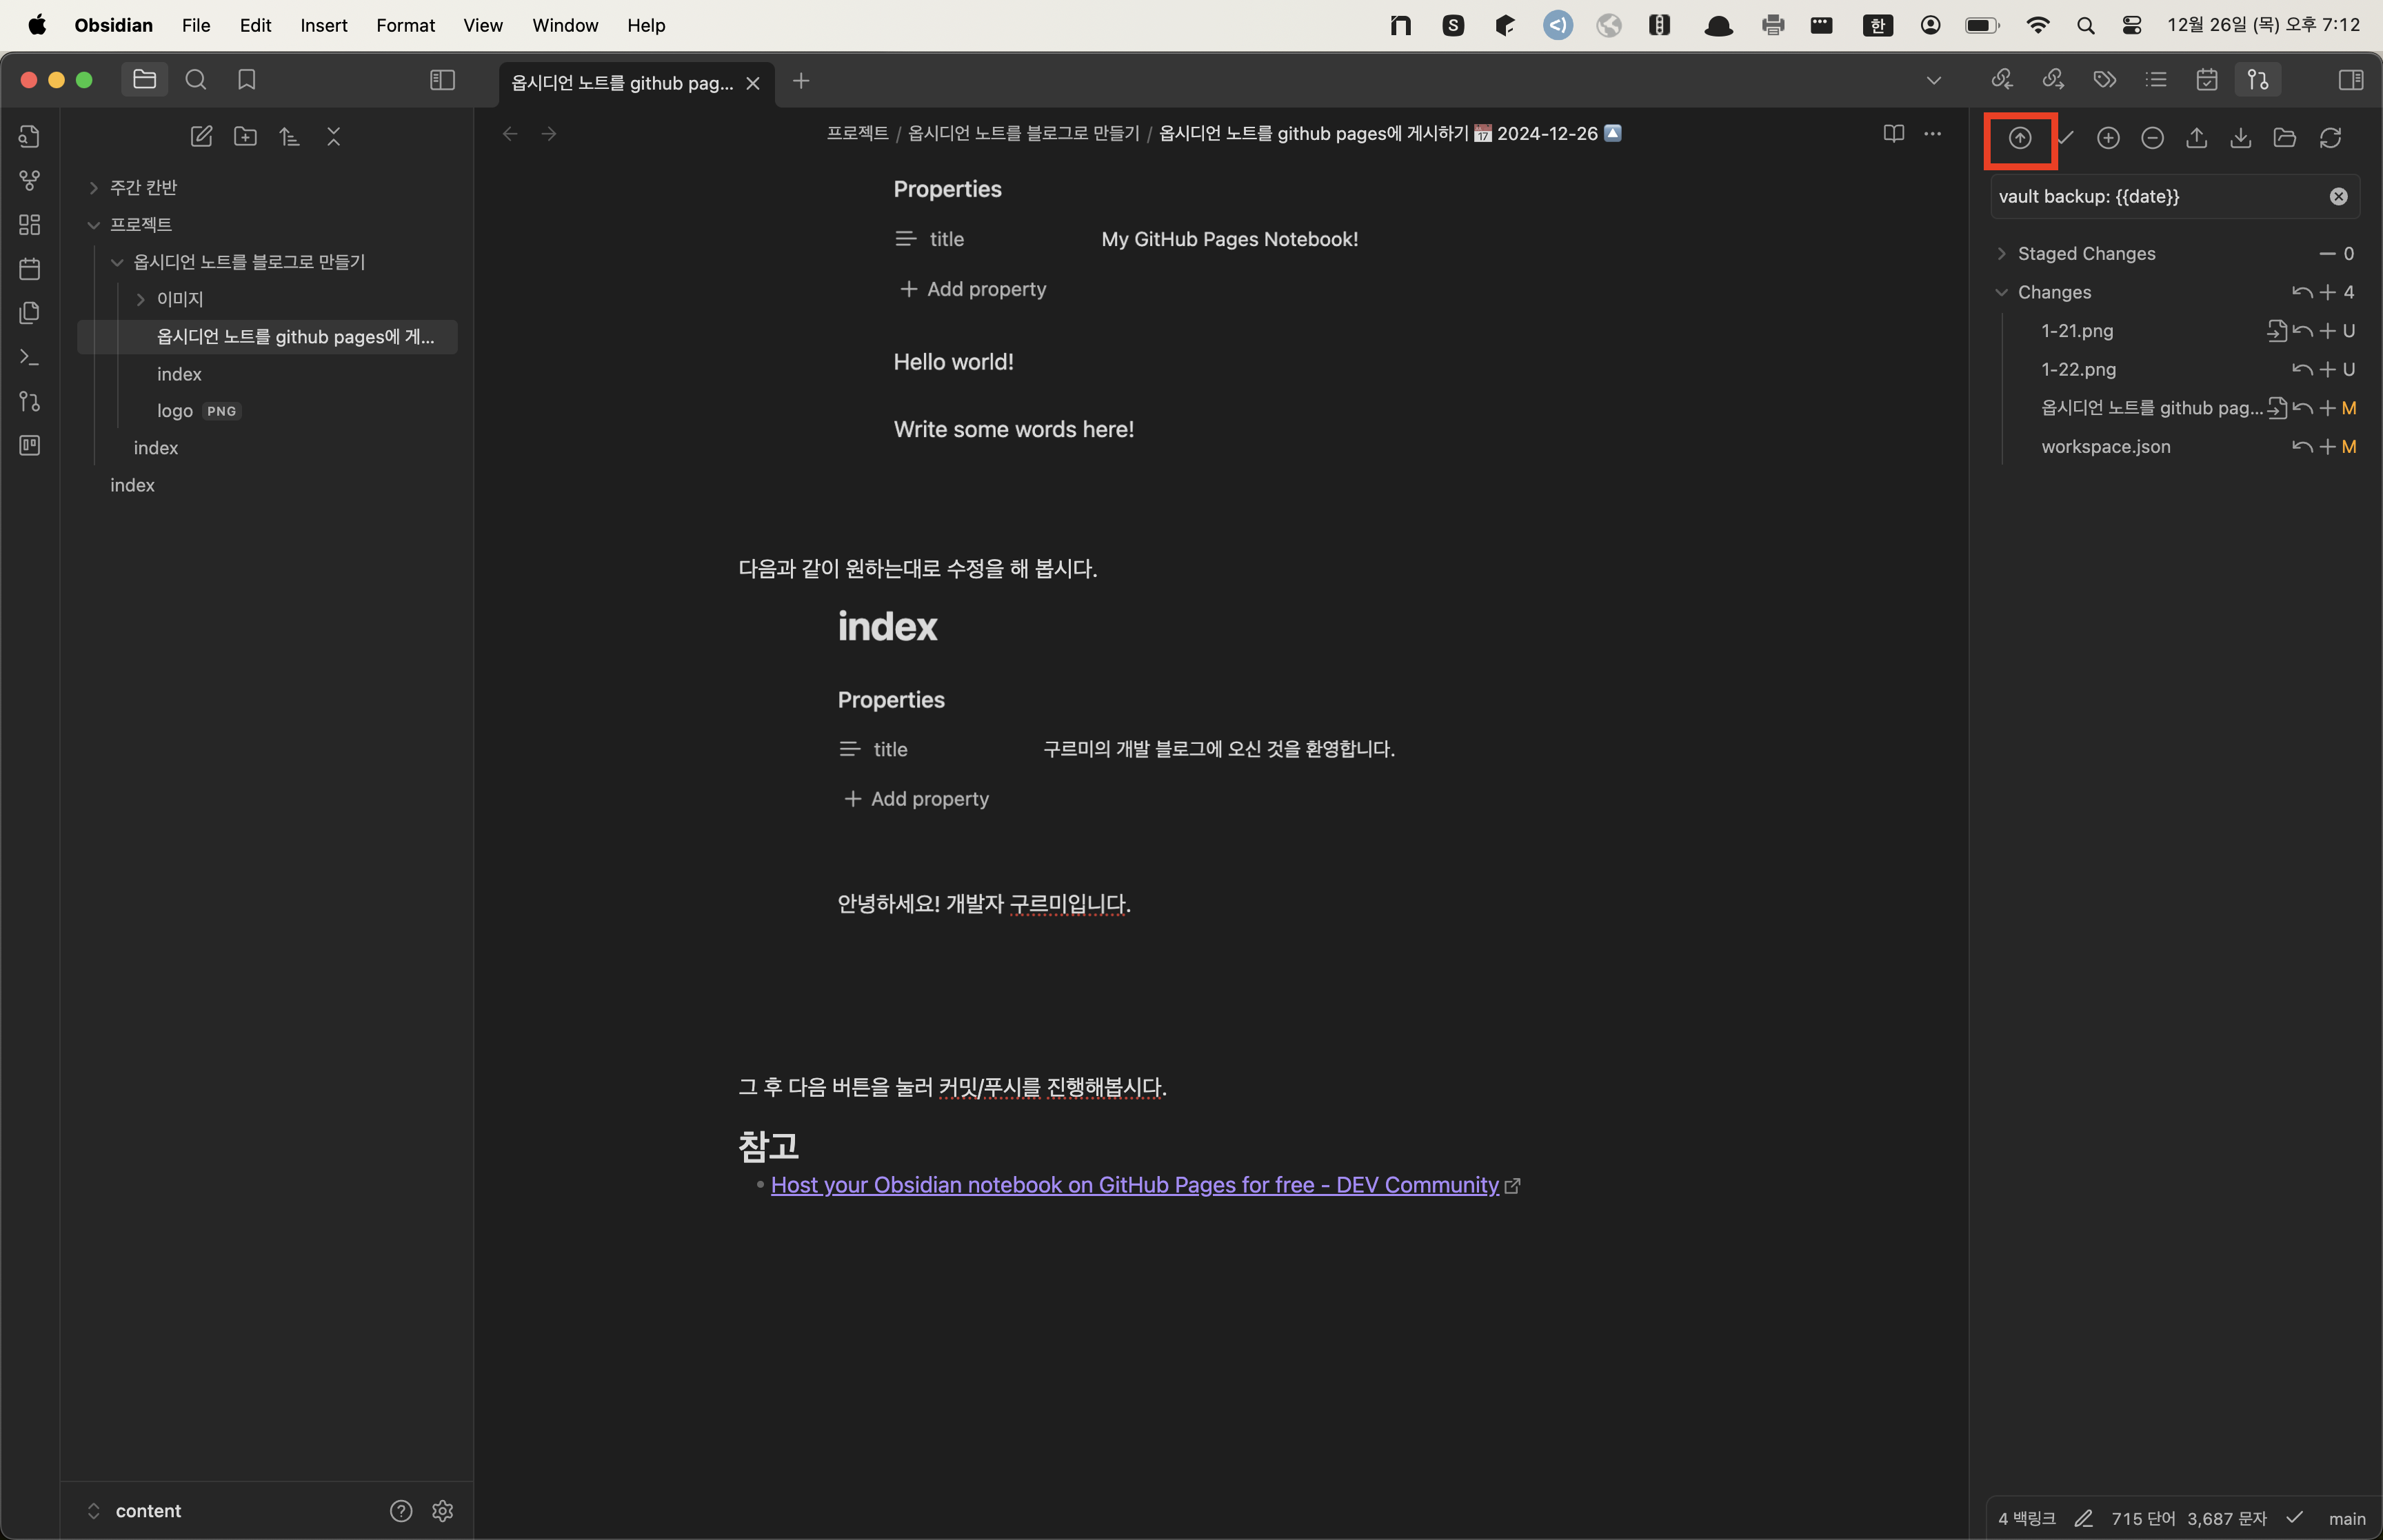 Obsidian File Edit Insert Format View Window Help
S 한 12월 26일 (목) 오후 7:12
옵시디언 노트를 github pag...
프로젝트 / 옵시디언 노트를 블로그로 만들기 / 옵시디언 노트를 github pages에 게시하기 📅 2024-12-26 🔼
주간 칸반
프로젝트
옵시디언 노트를 블로그로 만들기
이미지
옵시디언 노트를 github pages에 게...
index
logo PNG
index
index
content
Properties
title My GitHub Pages Notebook!
Add property
Hello world!
Write some words here!
다음과 같이 원하는대로 수정을 해 봅시다.
index
Properties
title 구르미의 개발 블로그에 오신 것을 환영합니다.
Add property
안녕하세요! 개발자 구르미입니다.
그 후 다음 버튼을 눌러 커밋/푸시를 진행해봅시다.
참고
Host your Obsidian notebook on GitHub Pages for free - DEV Community
vault backup: {{date}}
Staged Changes 0
Changes 4
1-21.png U
1-22.png U
옵시디언 노트를 github pag... M
workspace.json M
4 백링크 715 단어 3,687 문자 main